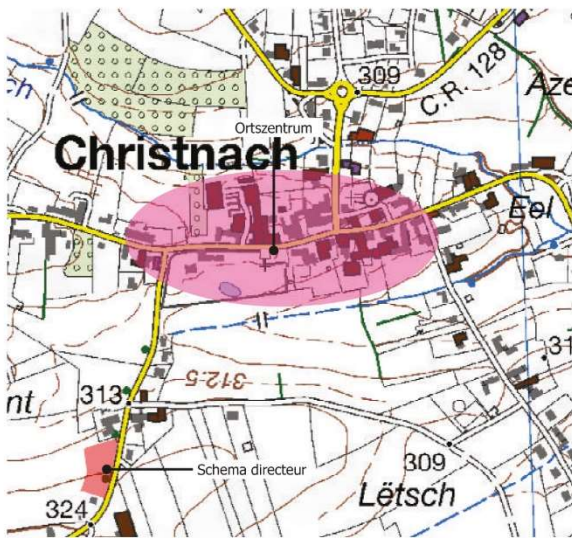 ch
309
C.R. 128
Aze
Ortszentrum
Christnach
Eel
312.5
31
nt
313
309
Schema directeur
Lëtsch
324